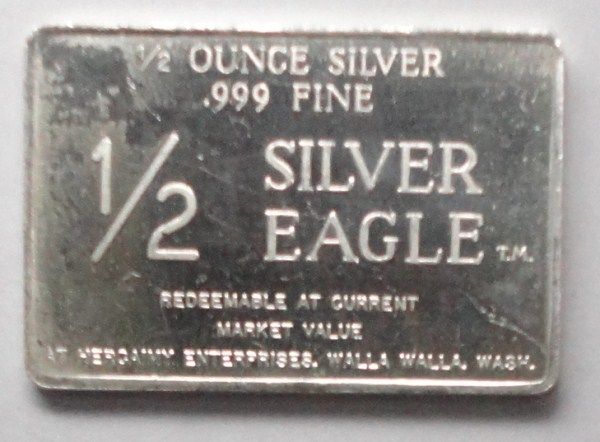 1/2 OUNCE SILVER
.999 FINE
1/2 SILVER
EAGLE T.M.
REDEEMABLE AT CURRENT
MARKET VALUE
AT ENTERPRISES. WALLA WALLA. WASH.